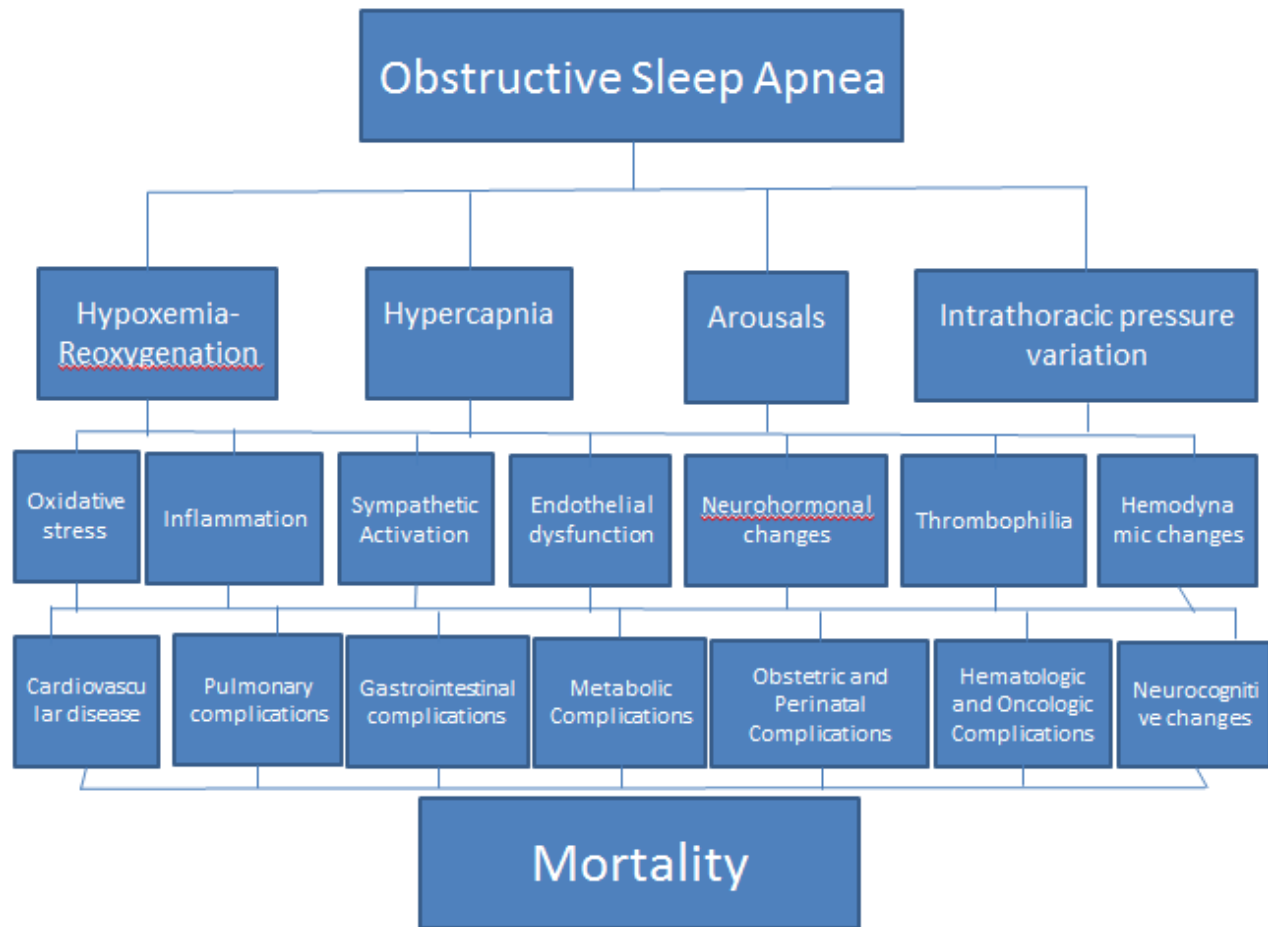 Obstructive Sleep Apnea
Hypoxemia-
Reoxygenation
Hypercapnia
Arousals
Intrathoracic pressure
variation
Oxidative
stress
Inflammation
Sympathetic
Activation
Endothelial
dysfunction
Neurohormonal
changes
Thrombophilia
Hemodyna
mic changes
Cardiovascu
lar disease
Pulmonary
complications
Gastrointestinal
complications
Metabolic
Complications
Obstetric and
Perinatal
Complications
Hematologic
and Oncologic
Complications
Neurocogniti
ve changes
Mortality